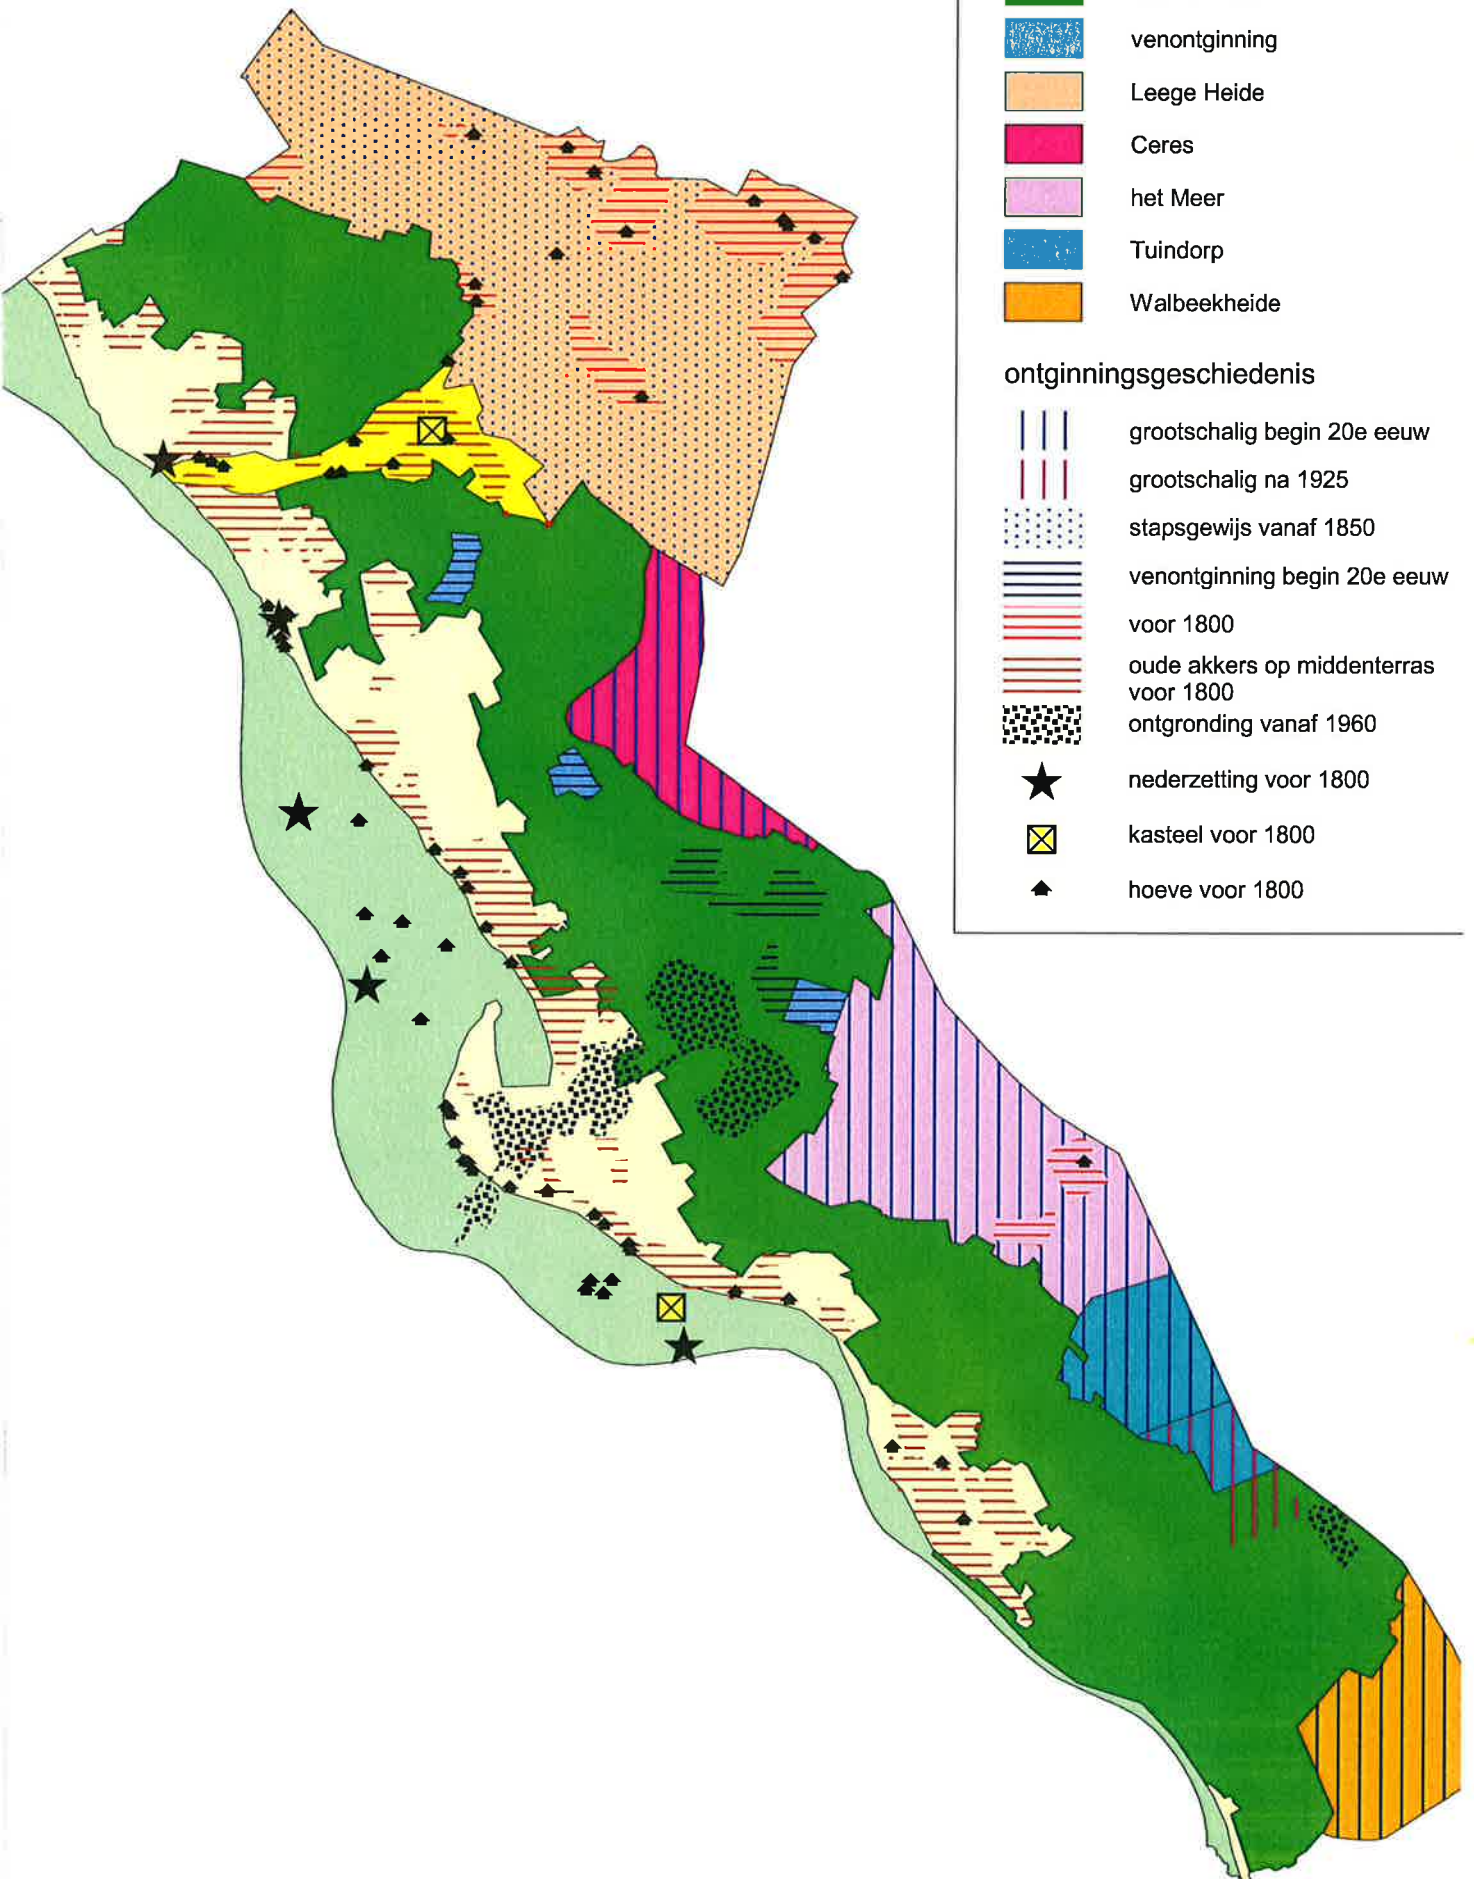 venontginning
Leege Heide
Ceres
het Meer
Tuindorp
Walbeekheide
ontginningsgeschiedenis
grootschalig begin 20e eeuw
grootschalig na 1925
stapsgewijs vanaf 1850
venontginning begin 20e eeuw
voor 1800
oude akkers op middenterras
voor 1800
ontgronding vanaf 1960
nederzetting voor 1800
kasteel voor 1800
hoeve voor 1800